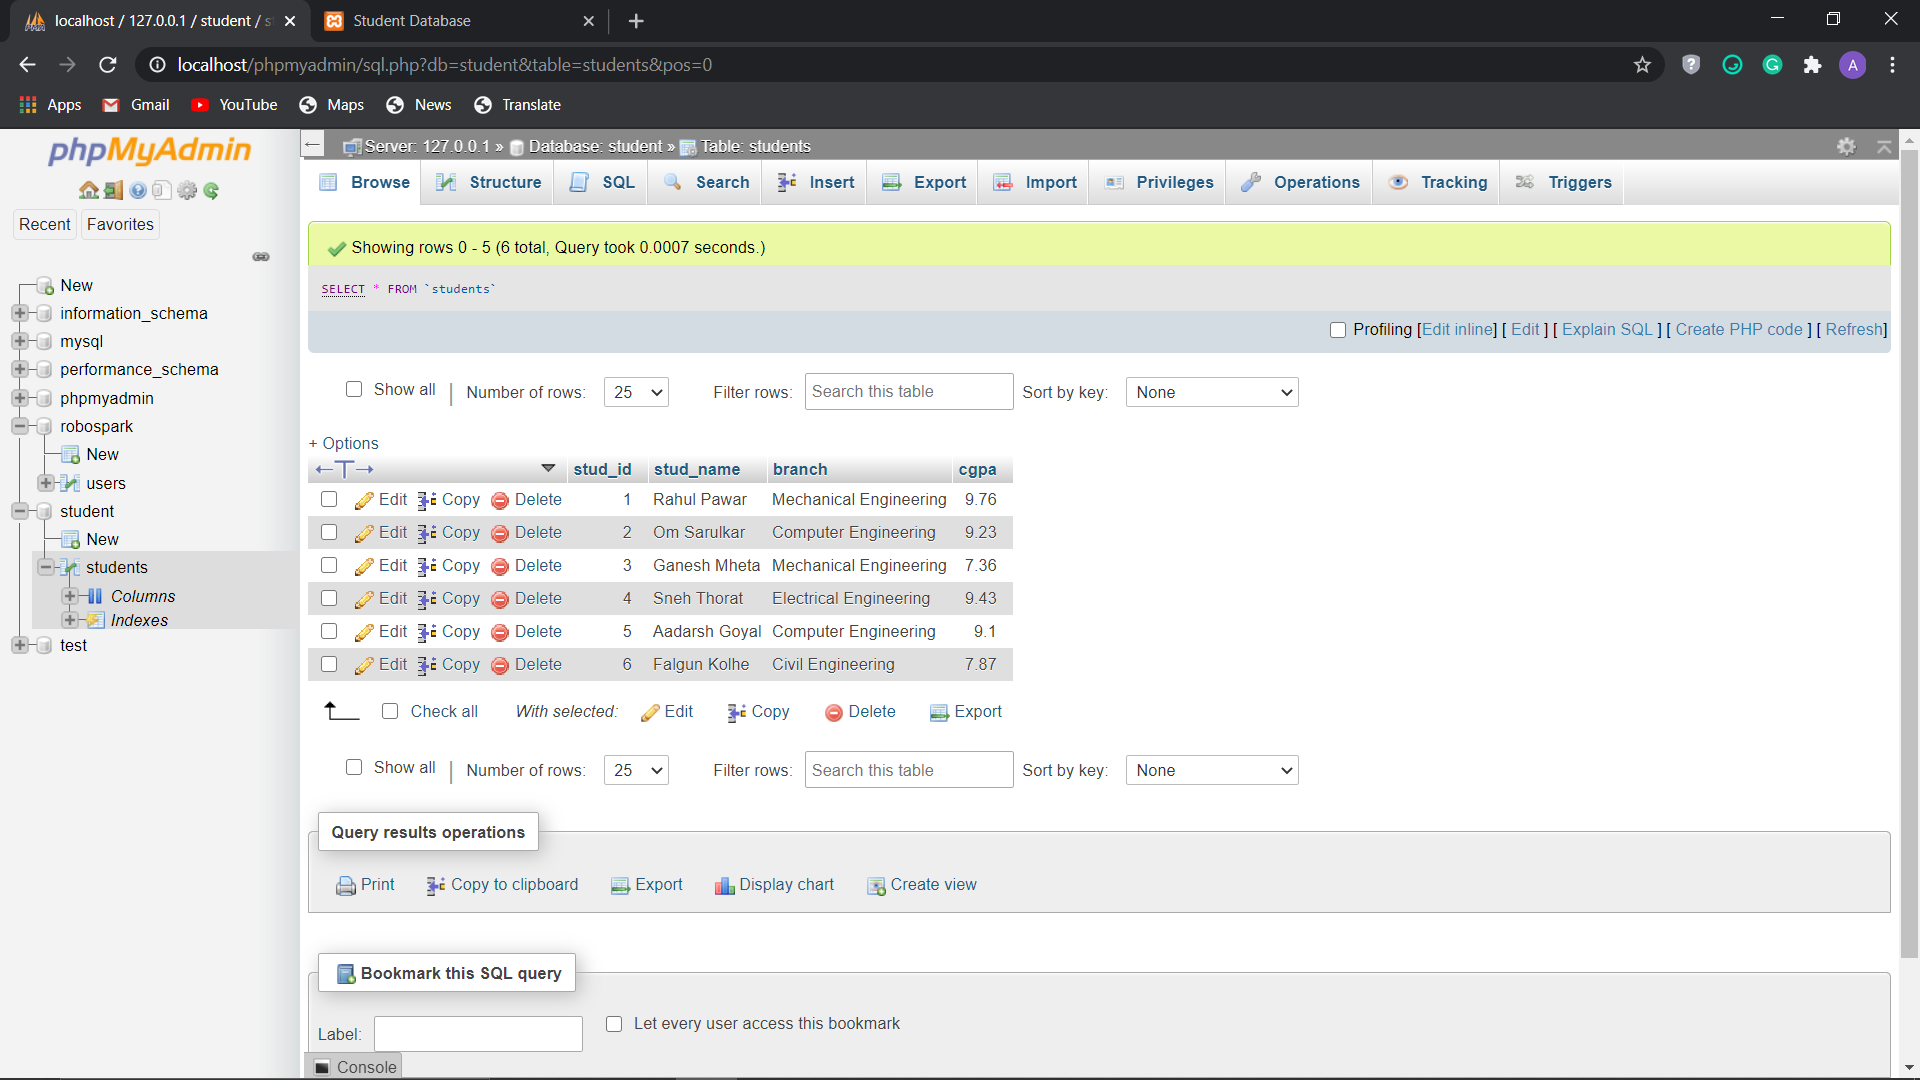 localhost / 127.0.0.1 / student / s
Student Database
localhost/phpmyadmin/sql.php?db=student&table=students&pos=0
A
Apps Gmail YouTube Maps News Translate
phpMyAdmin
Recent Favorites
New
information_schema
mysql
performance_schema
phpmyadmin
robospark
New
users
student
New
students
Columns
Indexes
test
Server: 127.0.0.1 » Database: student » Table: students
Browse Structure SQL Search Insert Export Import Privileges Operations Tracking Triggers
Showing rows 0 - 5 (6 total, Query took 0.0007 seconds.)
SELECT * FROM `students`
Profiling [Edit inline] [ Edit ] [ Explain SQL ] [ Create PHP code ] [ Refresh]
Show all | Number of rows: 25 Filter rows: Search this table Sort by key: None
+ Options
←T→ stud_id stud_name branch cgpa
Edit Copy Delete 1 Rahul Pawar Mechanical Engineering 9.76
Edit Copy Delete 2 Om Sarulkar Computer Engineering 9.23
Edit Copy Delete 3 Ganesh Mheta Mechanical Engineering 7.36
Edit Copy Delete 4 Sneh Thorat Electrical Engineering 9.43
Edit Copy Delete 5 Aadarsh Goyal Computer Engineering 9.1
Edit Copy Delete 6 Falgun Kolhe Civil Engineering 7.87
Check all With selected: Edit Copy Delete Export
Show all | Number of rows: 25 Filter rows: Search this table Sort by key: None
Query results operations
Print Copy to clipboard Export Display chart Create view
Bookmark this SQL query
Label: Let every user access this bookmark
Console